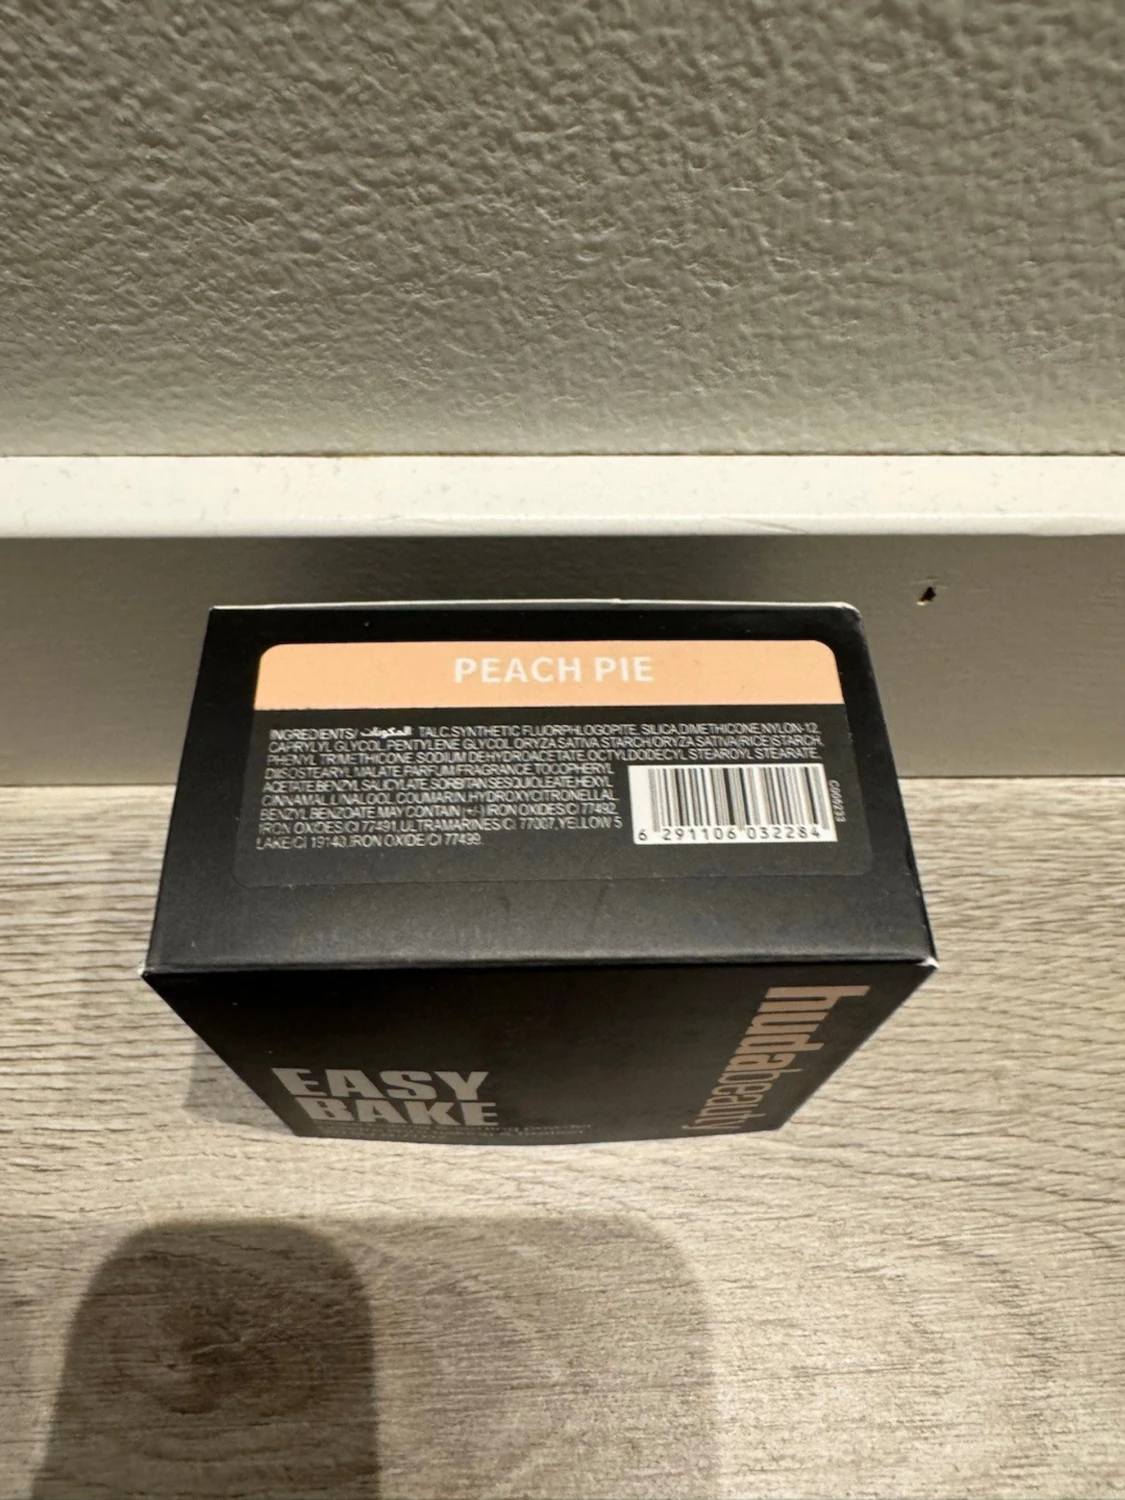 PEACH PIE
INGREDIENTS/المكونات TALC,SYNTHETIC FLUORPHLOGOPITE, SILICA,DIMETHICONE,NYLON-12,
CAPRYLYL GLYCOL,PENTYLENE GLYCOL,ORYZA SATIVA STARCH/ORYZA SATIVA(RICE)STARCH,
PHENYL TRIMETHICONE,SODIUM DEHYDROACETATE,OCTYLDODECYL STEAROYL STEARATE,
DIISOSTEARYL MALATE,PARFUM/FRAGRANCE,TOCOPHERYL
ACETATE,BENZYL SALICYLATE,SORBITAN SESQUIOLEATE,HEXYL
CINNAMAL,LINALOOL,COUMARIN,HYDROXYCITRONELLAL,
BENZYL BENZOATE.MAY CONTAIN (+/-):IRON OXIDES/CI 77492,
IRON OXIDES/CI 77491,ULTRAMARINES/CI 77007,YELLOW 5
LAKE/CI 19140,IRON OXIDE/CI 77499.
6 291106 032284
hudabeauty
EASY
BAKE